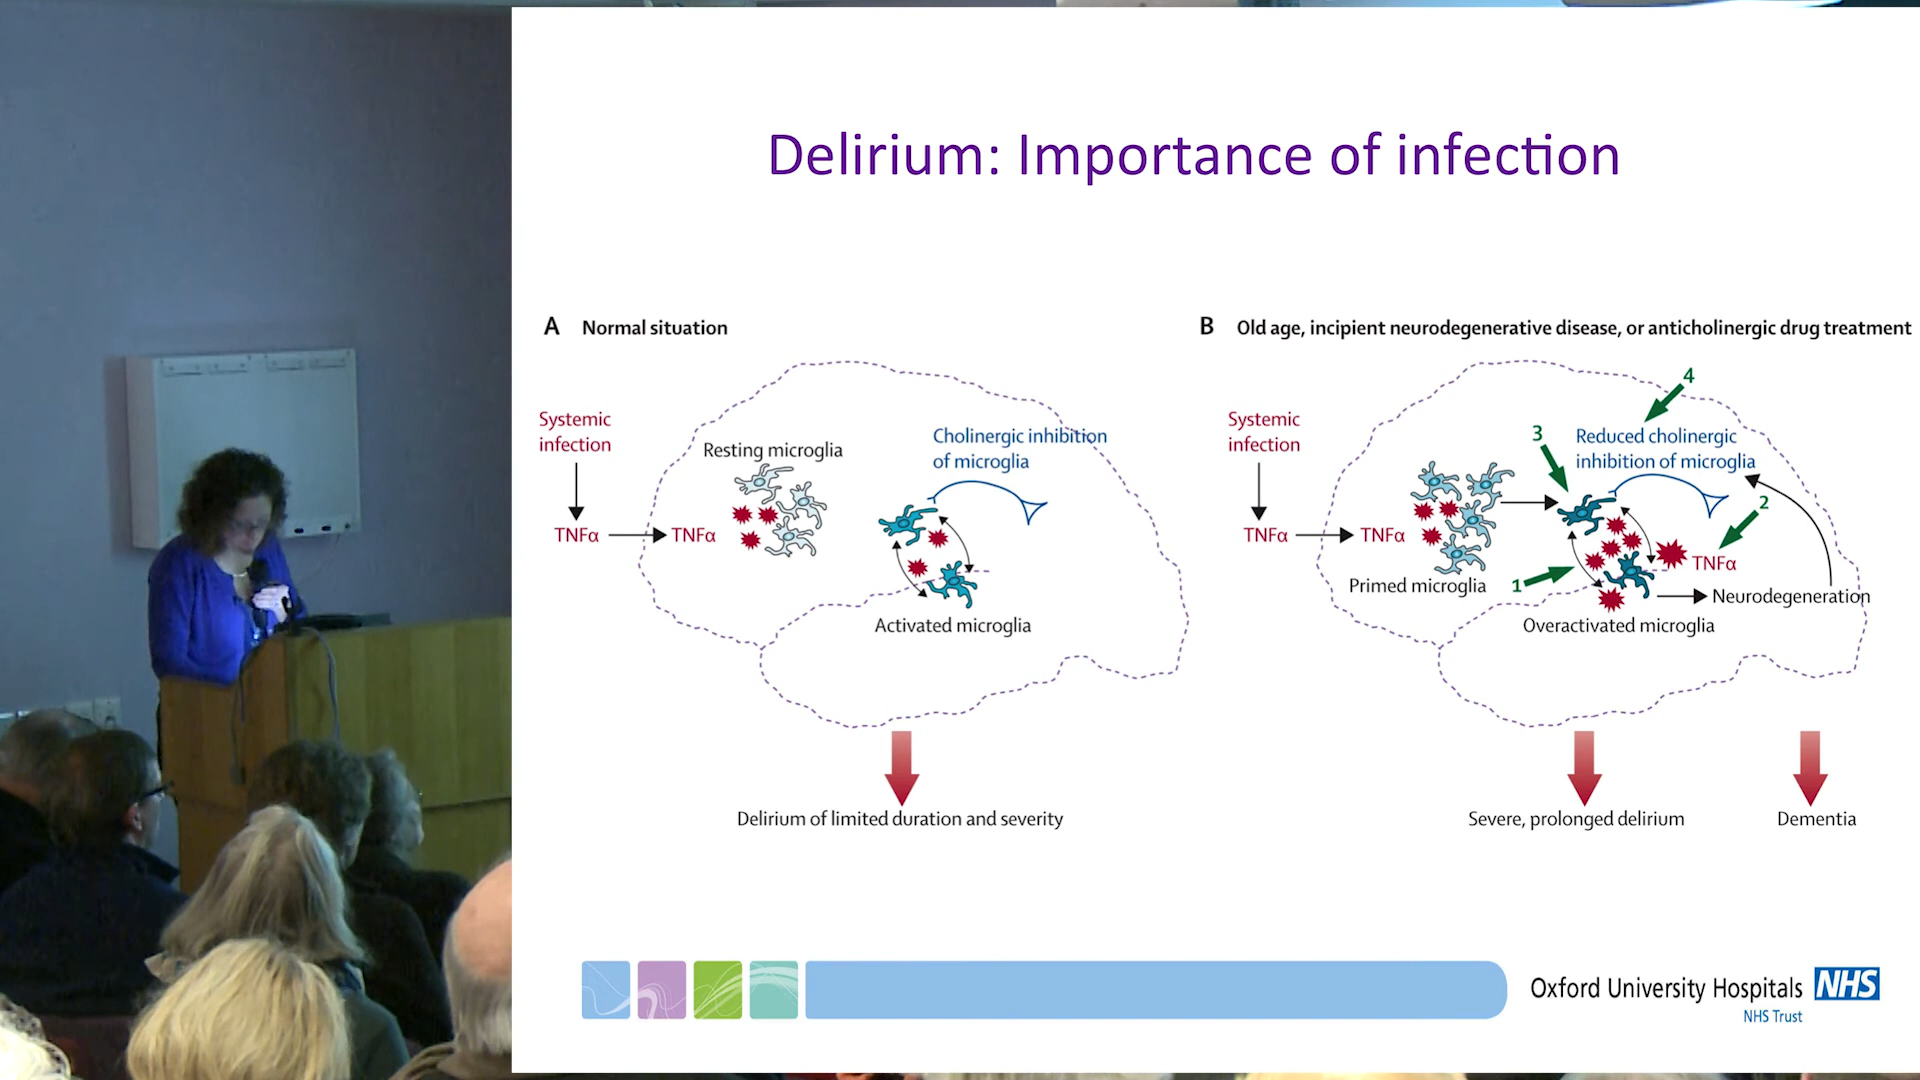 Delirium: Importance of infection
A Normal situation
Systemic
infection
TNFα
TNFα
Resting microglia
Cholinergic inhibition
of microglia
Activated microglia
Delirium of limited duration and severity
B Old age, incipient neurodegenerative disease, or anticholinergic drug treatment
Systemic
infection
TNFα
TNFα
Primed microglia
4
3
Reduced cholinergic
inhibition of microglia
2
TNFα
1
Neurodegeneration
Overactivated microglia
Severe, prolonged delirium
Dementia
Oxford University Hospitals NHS
NHS Trust